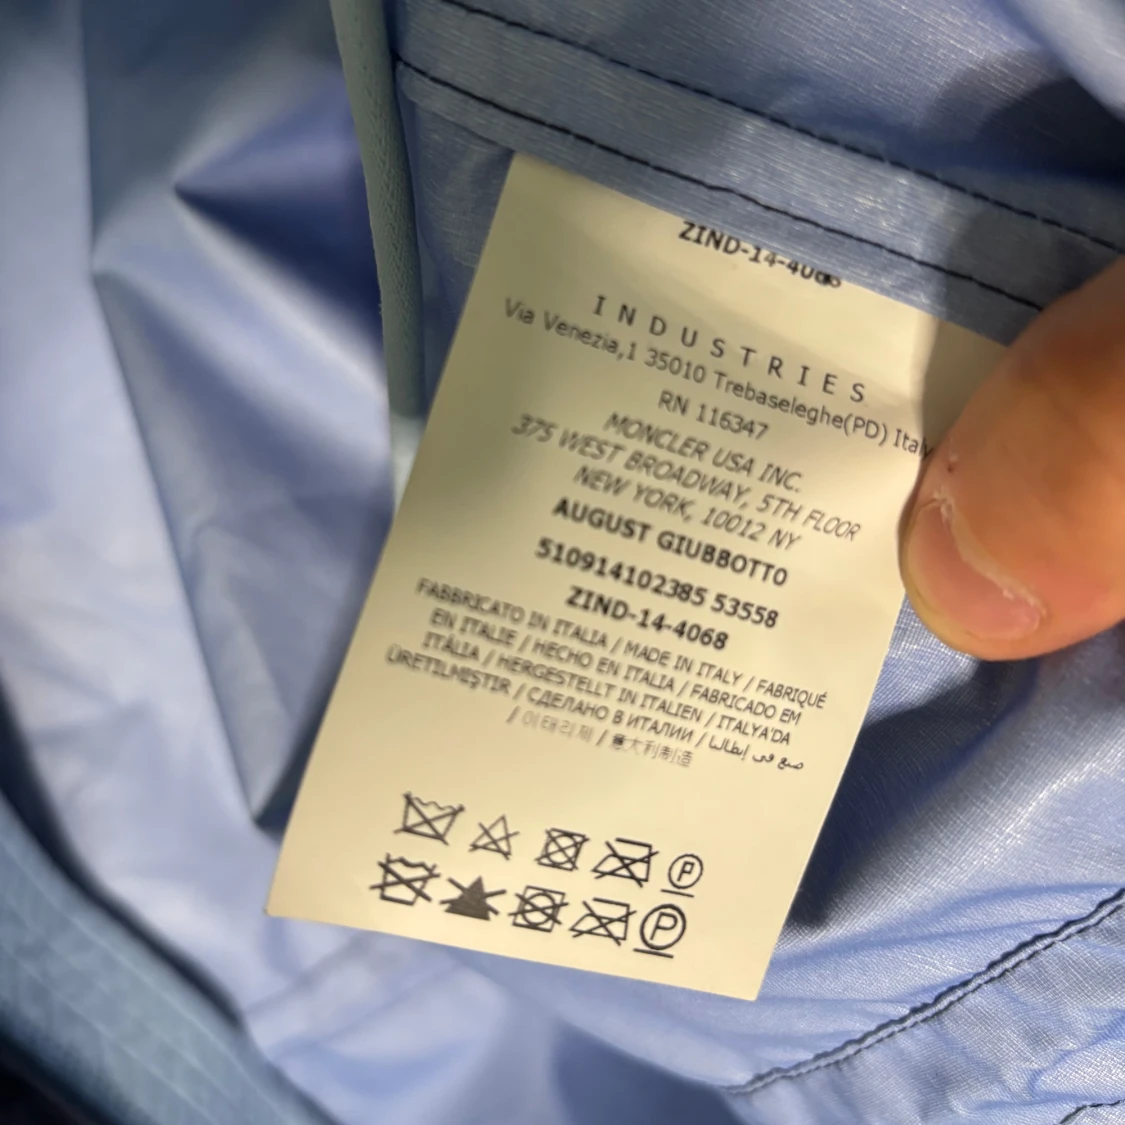 ZIND-14-4068
INDUSTRIES
Via Venezia,1 35010 Trebaseleghe(PD) Italy
RN 116347
MONCLER USA INC.
375 WEST BROADWAY, 5TH FLOOR
NEW YORK, 10012 NY
AUGUST GIUBBOTTO
510914102385 53558
ZIND-14-4068
FABBRICATO IN ITALIA / MADE IN ITALY / FABRIQUÉ
EN ITALIE / HECHO EN ITALIA / FABRICADO EM
ITÁLIA / HERGESTELLT IN ITALIEN / ITALYA'DA
ÜRETILMIŞTIR / СДЕЛАНО В ИТАЛИИ / صنع في إيطاليا
/ 이태리제 / 意大利制造
P
P